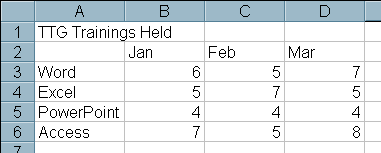 A B C D
1 TTG Trainings Held
2 Jan Feb Mar
3 Word 6 5 7
4 Excel 5 7 5
5 PowerPoint 4 4 4
6 Access 7 5 8
7